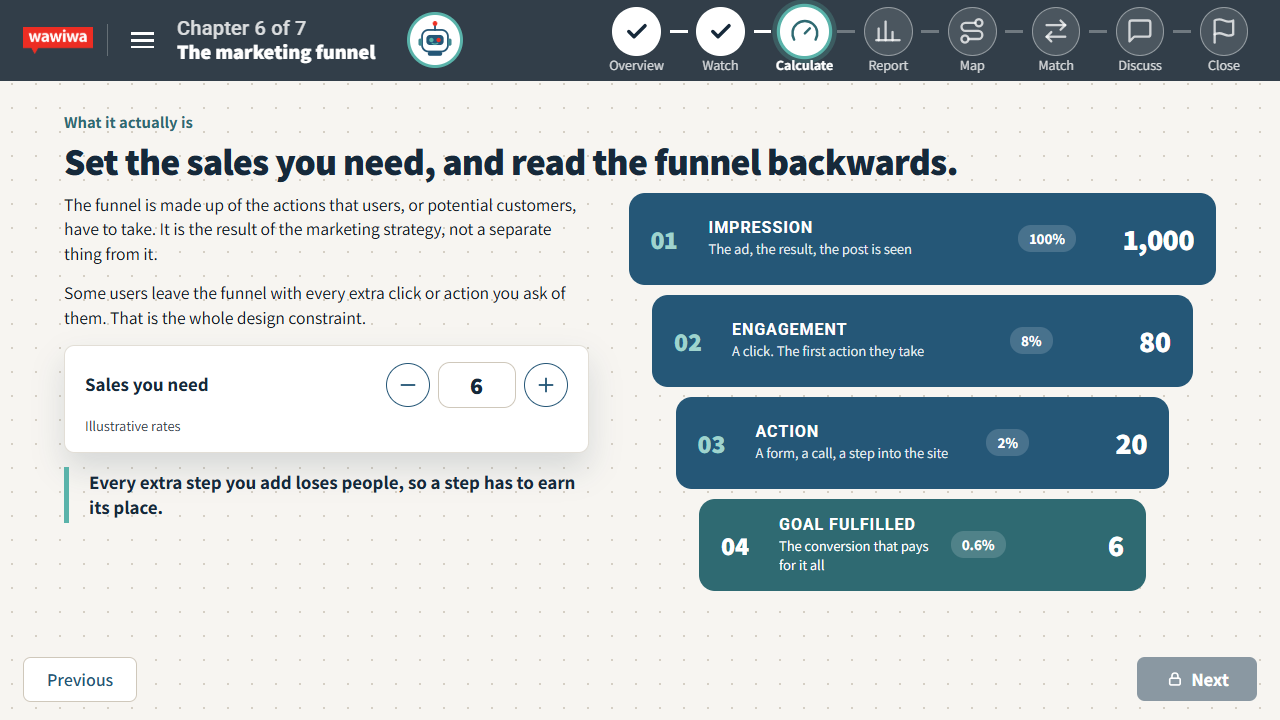 wawiwa
Chapter 6 of 7
The marketing funnel
Overview
Watch
Calculate
Report
Map
Match
Discuss
Close
What it actually is
Set the sales you need, and read the funnel backwards.
The funnel is made up of the actions that users, or potential customers,
have to take. It is the result of the marketing strategy, not a separate
thing from it.
Some users leave the funnel with every extra click or action you ask of
them. That is the whole design constraint.
Sales you need
6
Illustrative rates
Every extra step you add loses people, so a step has to earn
its place.
01
IMPRESSION
The ad, the result, the post is seen
100%
1,000
02
ENGAGEMENT
A click. The first action they take
8%
80
03
ACTION
A form, a call, a step into the site
2%
20
04
GOAL FULFILLED
The conversion that pays
for it all
0.6%
6
Previous
Next